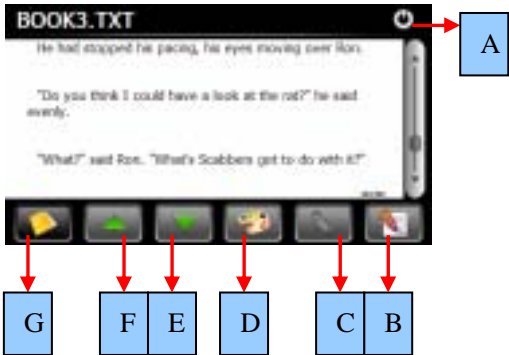 BOOK3.TXT
He had stopped his pacing, his eyes moving over Ron.
"Do you think I could have a look at the rat?" he said
evenly.
"What?" said Ron. "What's Scabbers got to do with it?"
A
G F E D C B